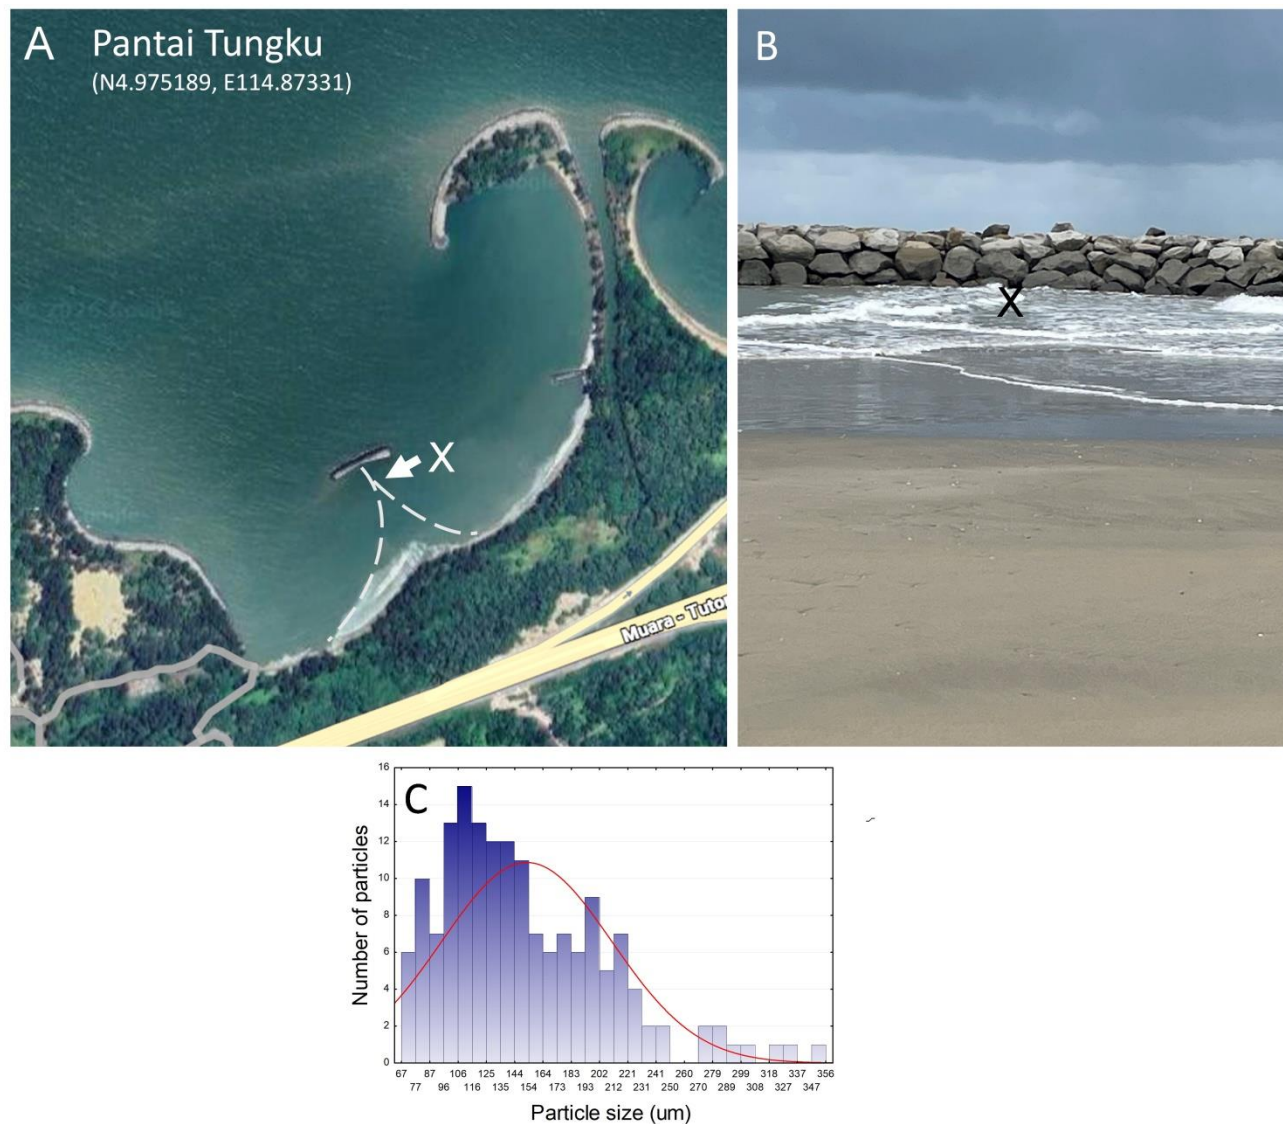 A Pantai Tungku
(N4.975189, E114.87331)
X
Muara - Tutor
B
X
C
16
14
12
10
8
6
4
2
0
Number of particles
67 87 106 125 144 164 183 202 221 241 260 279 299 318 337 356
77 96 116 135 154 173 193 212 231 250 270 289 308 327 347
Particle size (um)